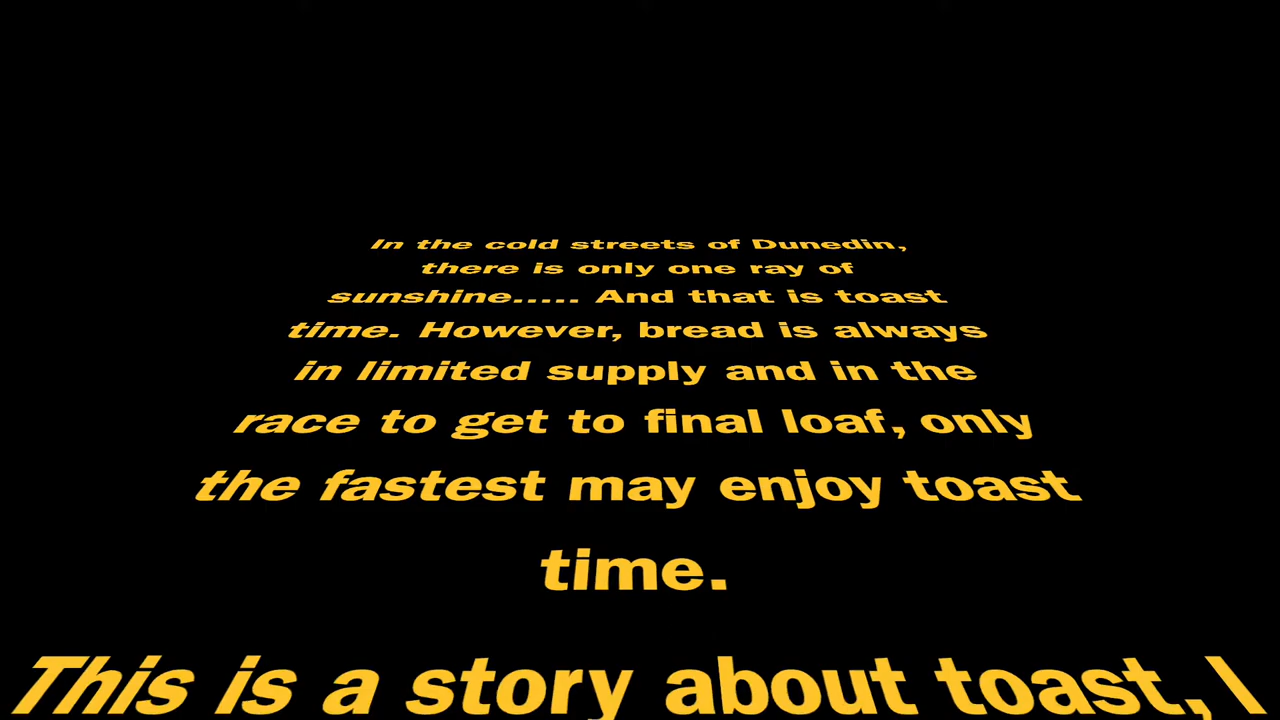 In the cold streets of Dunedin,
there is only one ray of
sunshine..... And that is toast
time. However, bread is always
in limited supply and in the
race to get to final loaf, only
the fastest may enjoy toast
time.
This is a story about toast, I